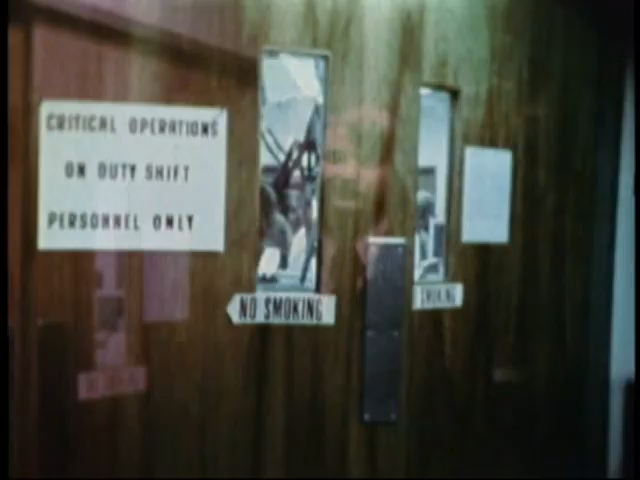 CRITICAL OPERATIONS
ON DUTY SHIFT
PERSONNEL ONLY
NO SMOKING
SMOKING